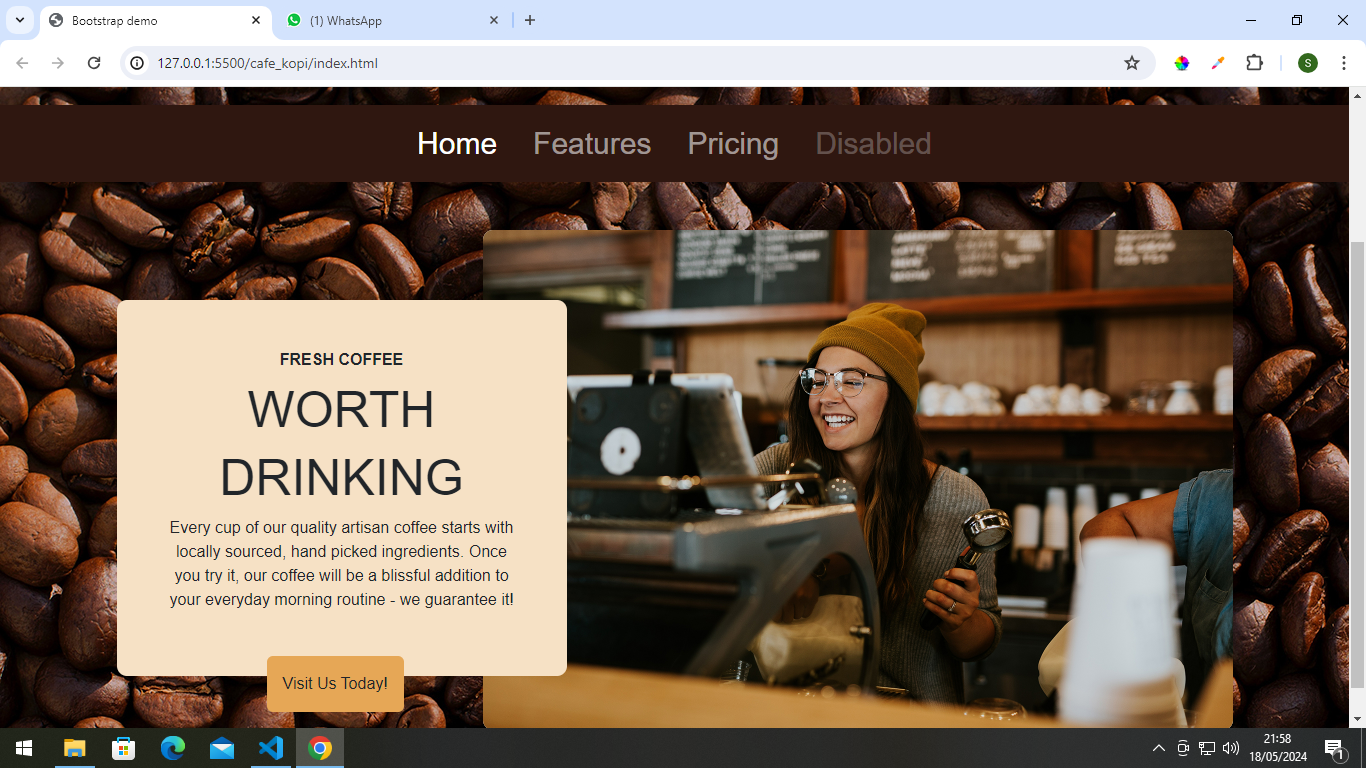 Bootstrap demo
(1) WhatsApp
127.0.0.1:5500/cafe_kopi/index.html
S
Home Features Pricing Disabled
FRESH COFFEE
WORTH
DRINKING
Every cup of our quality artisan coffee starts with
locally sourced, hand picked ingredients. Once
you try it, our coffee will be a blissful addition to
your everyday morning routine - we guarantee it!
Visit Us Today!
21:58
18/05/2024
1